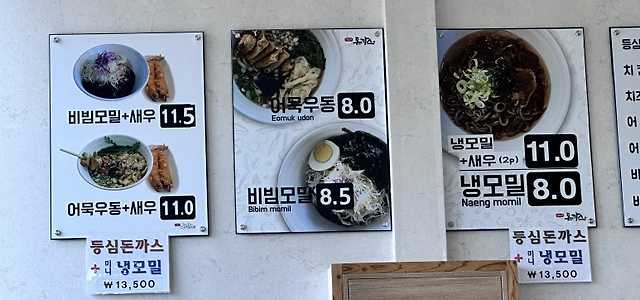 비빔모밀+새우 11.5
어묵우동+새우 11.0
등심돈까스
+ 미니 냉모밀
₩ 13,500
어묵우동 8.0
Eomuk udon
비빔모밀 8.5
Bibim momil
냉모밀
+새우 (2p) 11.0
냉모밀 8.0
Naeng momil
등심돈까스
+ 미니 냉모밀
₩ 13,500
등심
치킨
치즈
어
비
어
비